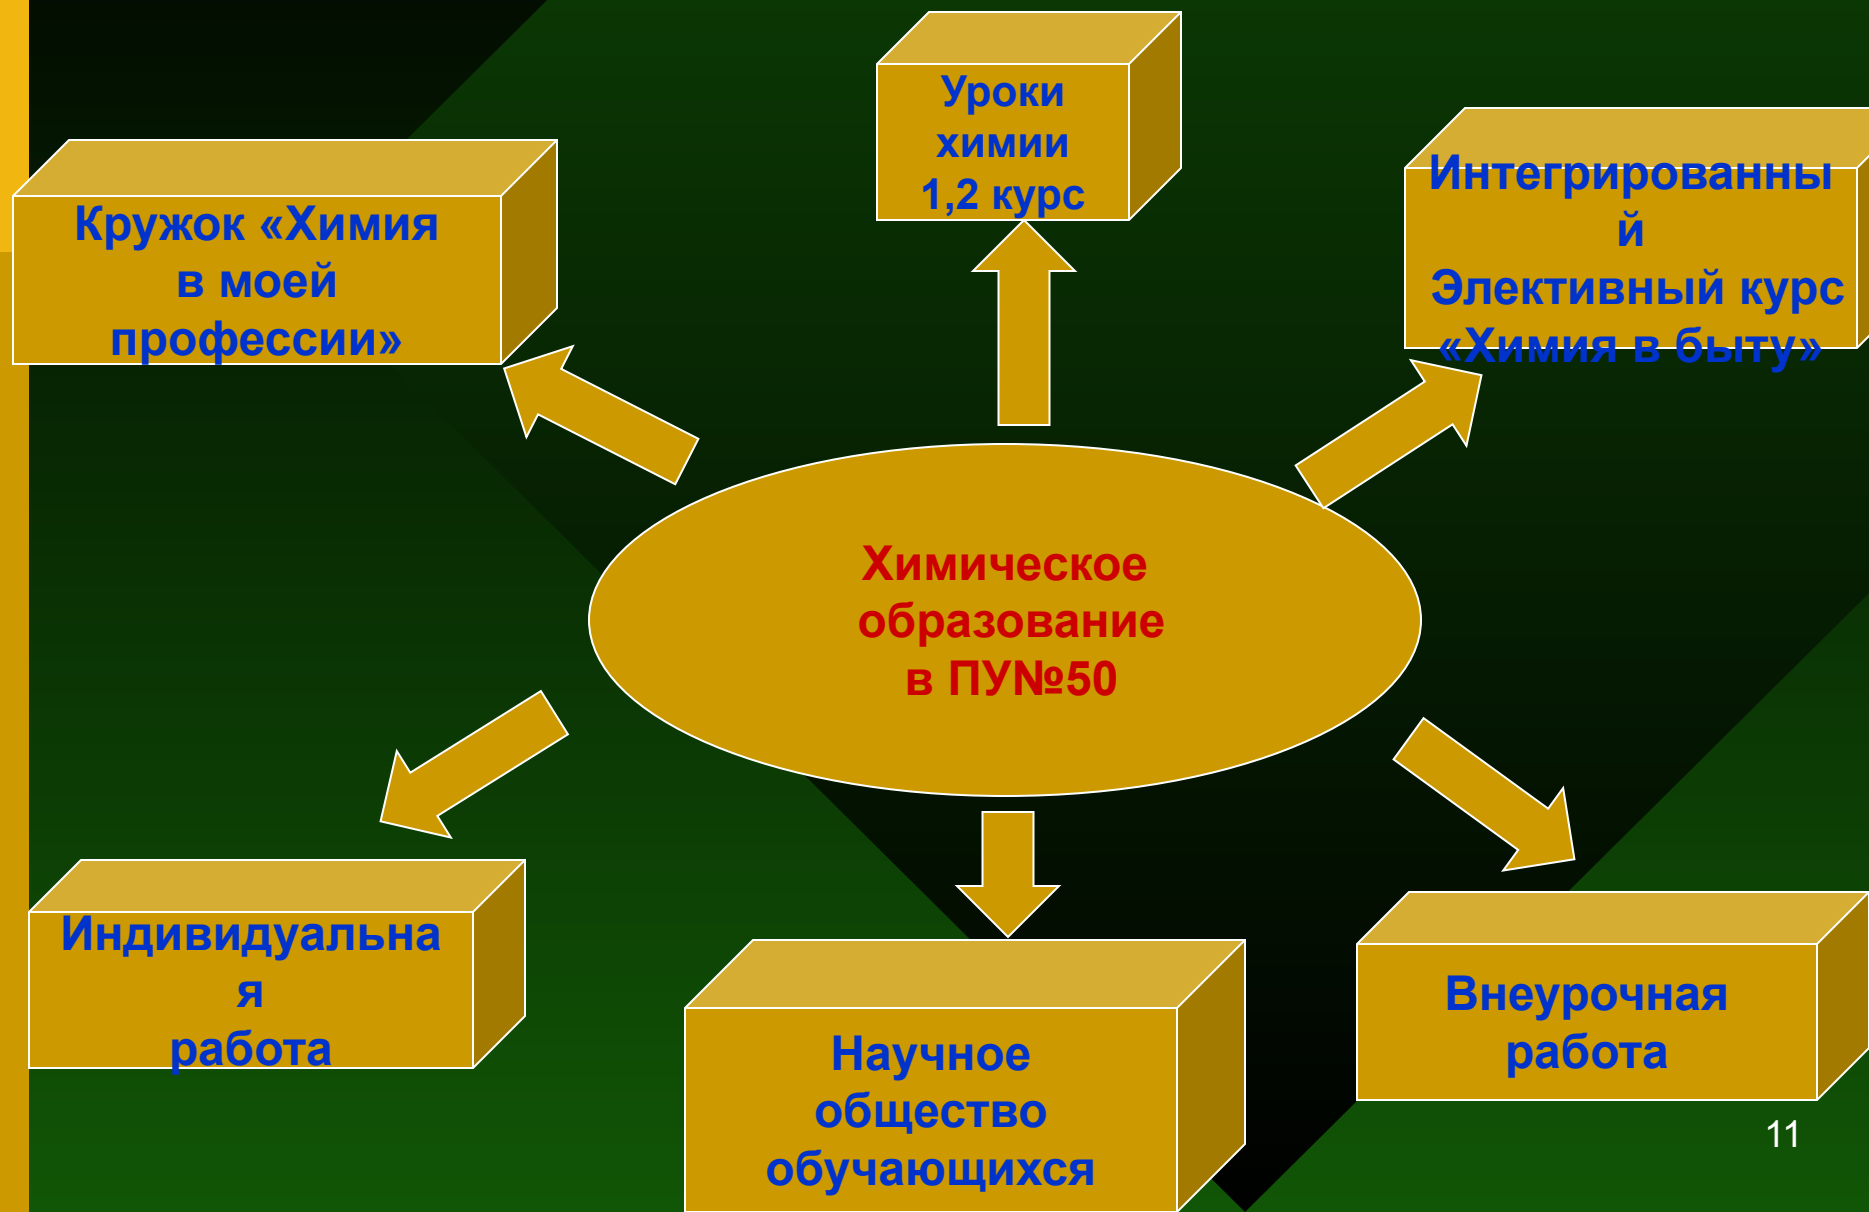 Уроки
химии
1,2 курс
Кружок «Химия
в моей
профессии»
Интегрированны
й
Элективный курс
«Химия в быту»
Химическое
образование
в ПУ№50
Индивидуальна
я
работа
Научное
общество
обучающихся
Внеурочная
работа
11